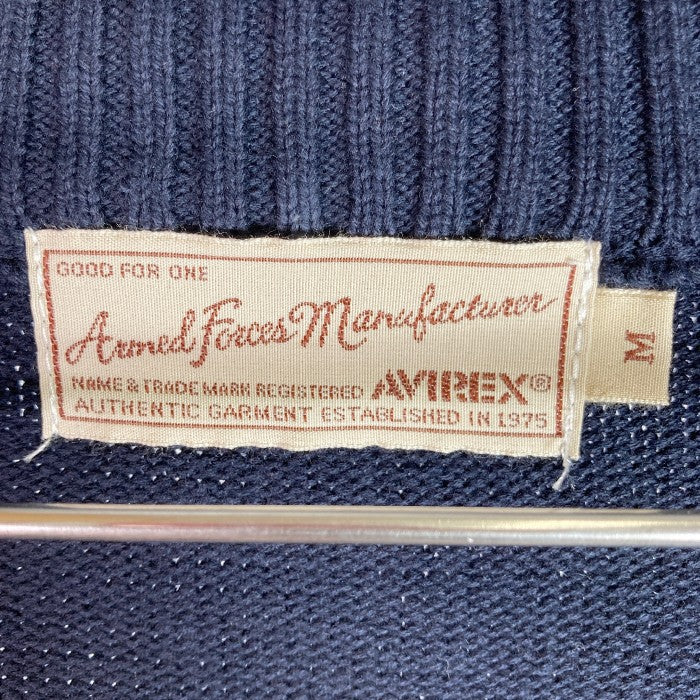 GOOD FOR ONE
Armed Forces Manufacturer
NAME & TRADE MARK REGISTERED AVIREX®
AUTHENTIC GARMENT ESTABLISHED IN 1975
M